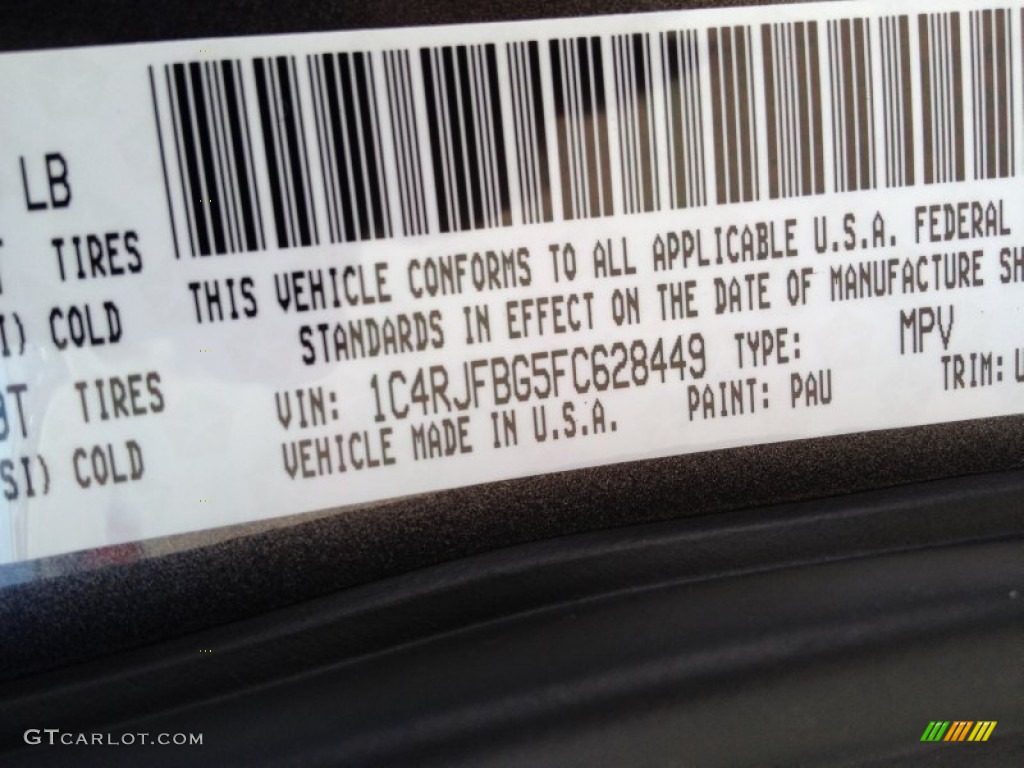 LB
TIRES
SI) COLD
BT TIRES
SI) COLD
THIS VEHICLE CONFORMS TO ALL APPLICABLE U.S.A. FEDERAL
STANDARDS IN EFFECT ON THE DATE OF MANUFACTURE SH
VIN: 1C4RJFBG5FC628449 TYPE: MPV
VEHICLE MADE IN U.S.A. PAINT: PAU TRIM:
GTCARLOT.COM